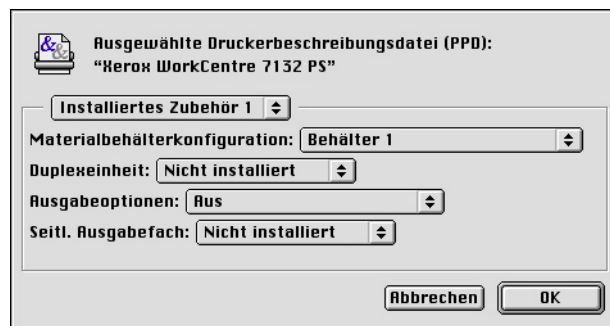 Ausgewählte Druckerbeschreibungsdatei (PPD):
“Xerox WorkCentre 7132 PS”
Installiertes Zubehör 1
Materialbehälterkonfiguration: Behälter 1
Duplexeinheit: Nicht installiert
Ausgabeoptionen: Aus
Seitl. Ausgabefach: Nicht installiert
Abbrechen OK